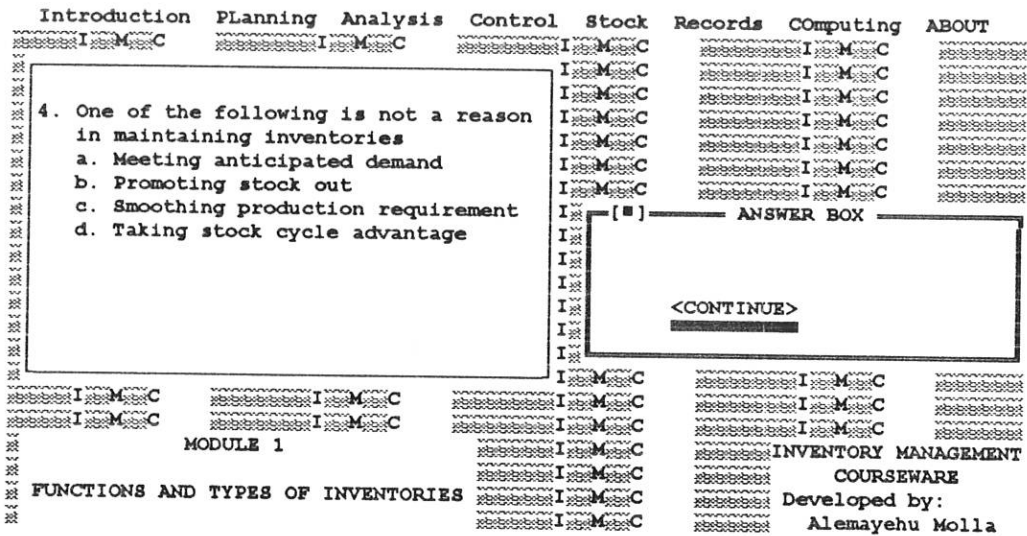 Introduction PLanning Analysis Control Stock Records COmputing ABOUT
I M C I M C I M C I M C
I M C I M C
I M C I M C
I M C I M C
I M C I M C
I M C I M C
I M C I M C
4. One of the following is not a reason
in maintaining inventories
a. Meeting anticipated demand
b. Promoting stock out
c. Smoothing production requirement
d. Taking stock cycle advantage
I
I
I
I
I
I
I
[■] ANSWER BOX
<CONTINUE>
I M C I M C
I M C I M C I M C I M C
I M C I M C I M C I M C
MODULE 1
FUNCTIONS AND TYPES OF INVENTORIES
I M C
I M C
I M C
I M C
INVENTORY MANAGEMENT
COURSEWARE
Developed by:
Alemayehu Molla